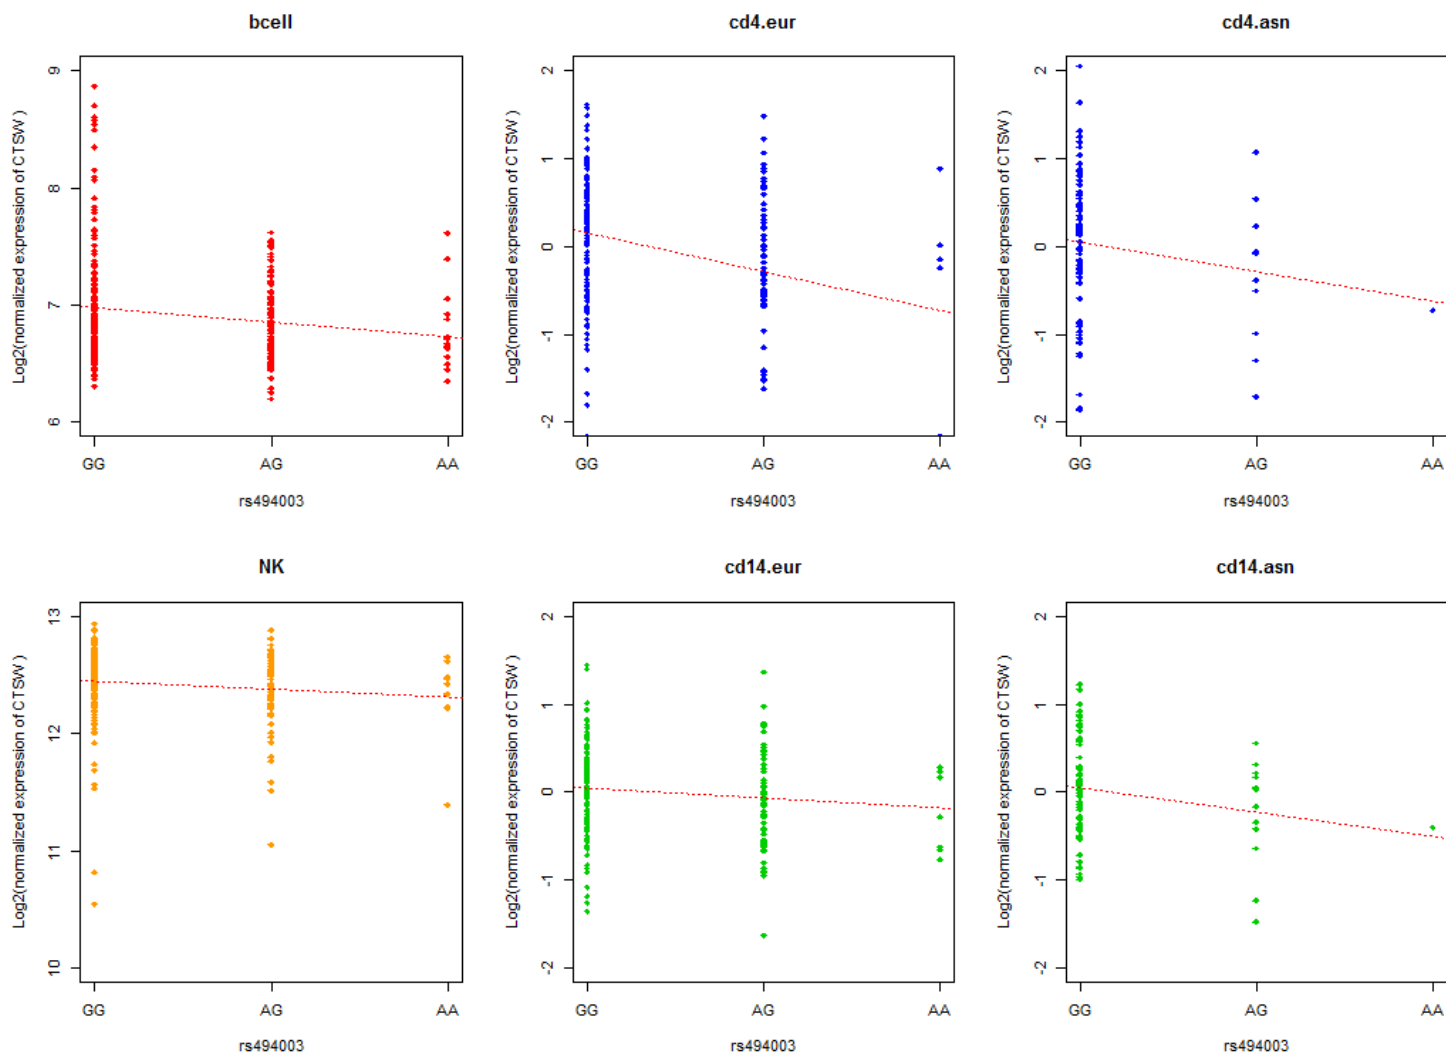 bcell
Log2(normalized expression of CTSW )
9
8
7
6
GG AG AA
rs494003
cd4.eur
Log2(normalized expression of CTSW )
2
1
0
-1
-2
GG AG AA
rs494003
cd4.asn
Log2(normalized expression of CTSW )
2
1
0
-1
-2
GG AG AA
rs494003
NK
Log2(normalized expression of CTSW )
13
12
11
10
GG AG AA
rs494003
cd14.eur
Log2(normalized expression of CTSW )
2
1
0
-1
-2
GG AG AA
rs494003
cd14.asn
Log2(normalized expression of CTSW )
2
1
0
-1
-2
GG AG AA
rs494003